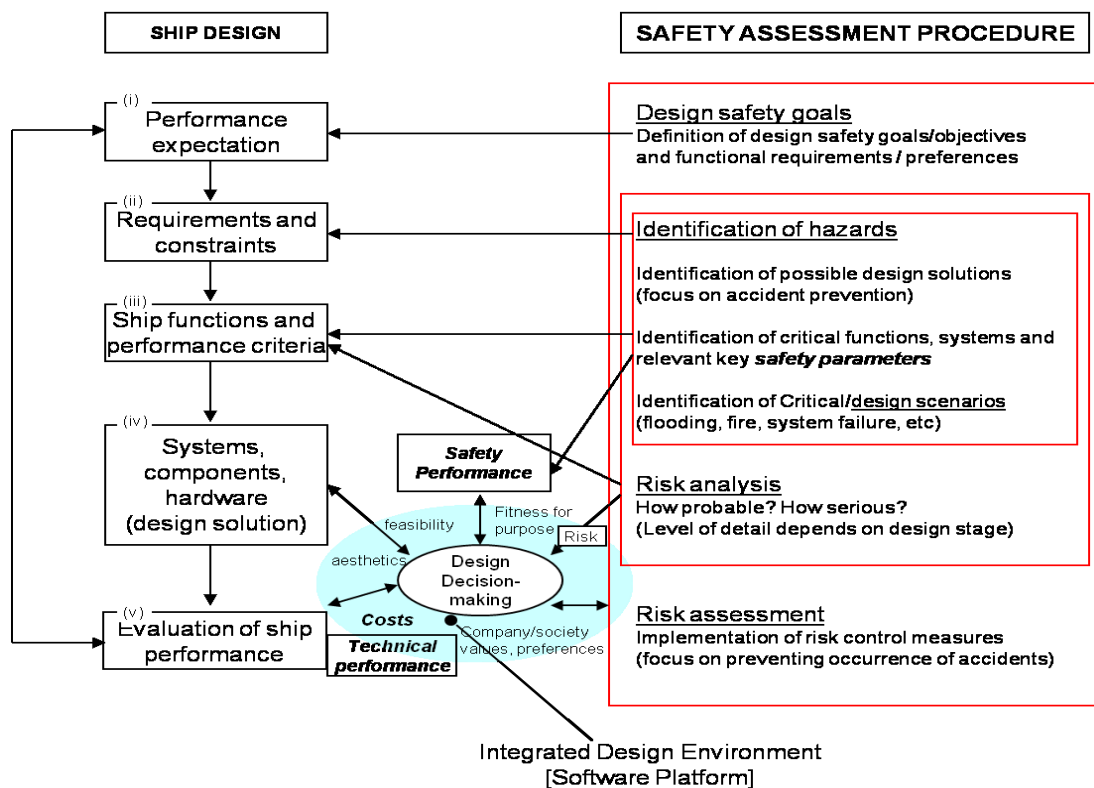 SHIP DESIGN
SAFETY ASSESSMENT PROCEDURE
(i)
Performance
expectation
(ii)
Requirements and
constraints
(iii)
Ship functions and
performance criteria
(iv)
Systems,
components,
hardware
(design solution)
(v)
Evaluation of ship
performance
Safety
Performance
feasibility
Fitness for
purpose
Risk
aesthetics
Design
Decision-
making
Costs
Company/society
values, preferences
Technical
performance
Design safety goals
Definition of design safety goals/objectives
and functional requirements / preferences
Identification of hazards
Identification of possible design solutions
(focus on accident prevention)
Identification of critical functions, systems and
relevant key safety parameters
Identification of Critical/design scenarios
(flooding, fire, system failure, etc)
Risk analysis
How probable? How serious?
(Level of detail depends on design stage)
Risk assessment
Implementation of risk control measures
(focus on preventing occurrence of accidents)
Integrated Design Environment
[Software Platform]